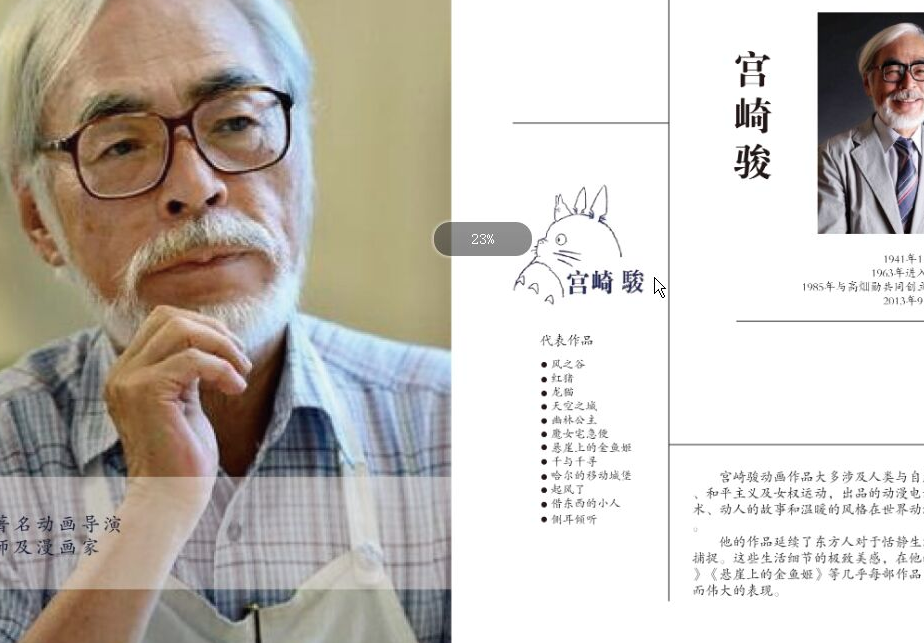 著名动画导演
师及漫画家
23%
宫崎 骏
代表作品
● 风之谷
● 红猪
● 龙猫
● 天空之城
● 幽林公主
● 魔女宅急便
● 悬崖上的金鱼姬
● 千与千寻
● 哈尔的移动城堡
● 起风了
● 借东西的小人
● 侧耳倾听
宫
崎
骏
1941年1
1963年进入
1985年与高畑勋共同创立
2013年9
宫崎骏动画作品大多涉及人类与自
、和平主义及女权运动，出品的动漫电
术、动人的故事和温暖的风格在世界动
。
他的作品延续了东方人对于恬静生
捕捉。这些生活细节的极致美感，在他
》《悬崖上的金鱼姬》等几乎每部作品
而伟大的表现。